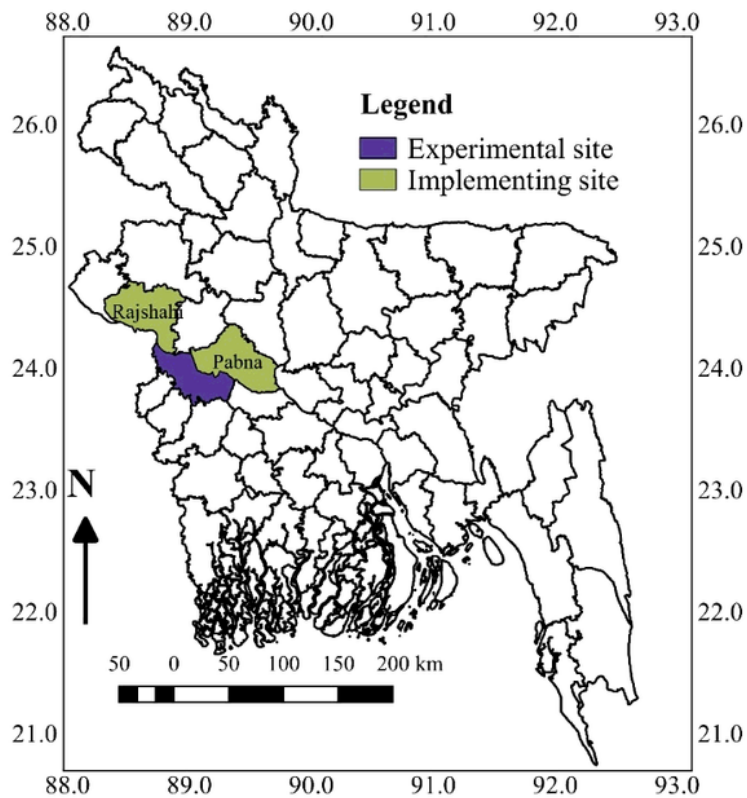 88.0 89.0 90.0 91.0 92.0 93.0
Legend
26.0 26.0
Experimental site
Implementing site
25.0 25.0
Rajshahi
24.0 Pabna 24.0
N
23.0 23.0
22.0 22.0
50 0 50 100 150 200 km
21.0 21.0
88.0 89.0 90.0 91.0 92.0 93.0